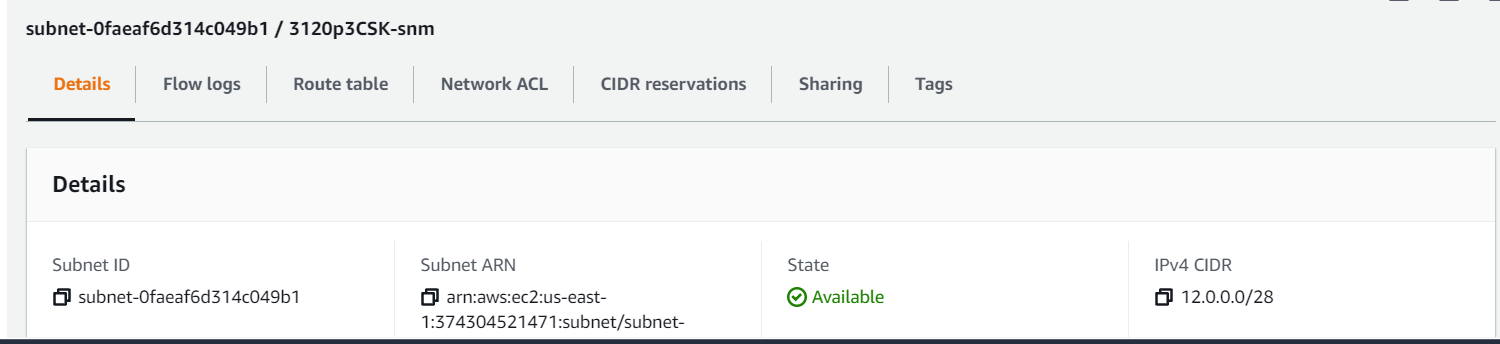 subnet-0faeaf6d314c049b1 / 3120p3CSK-snm
Details Flow logs Route table Network ACL CIDR reservations Sharing Tags
Details
Subnet ID
subnet-0faeaf6d314c049b1
Subnet ARN
arn:aws:ec2:us-east-
1:374304521471:subnet/subnet-
State
Available
IPv4 CIDR
12.0.0.0/28